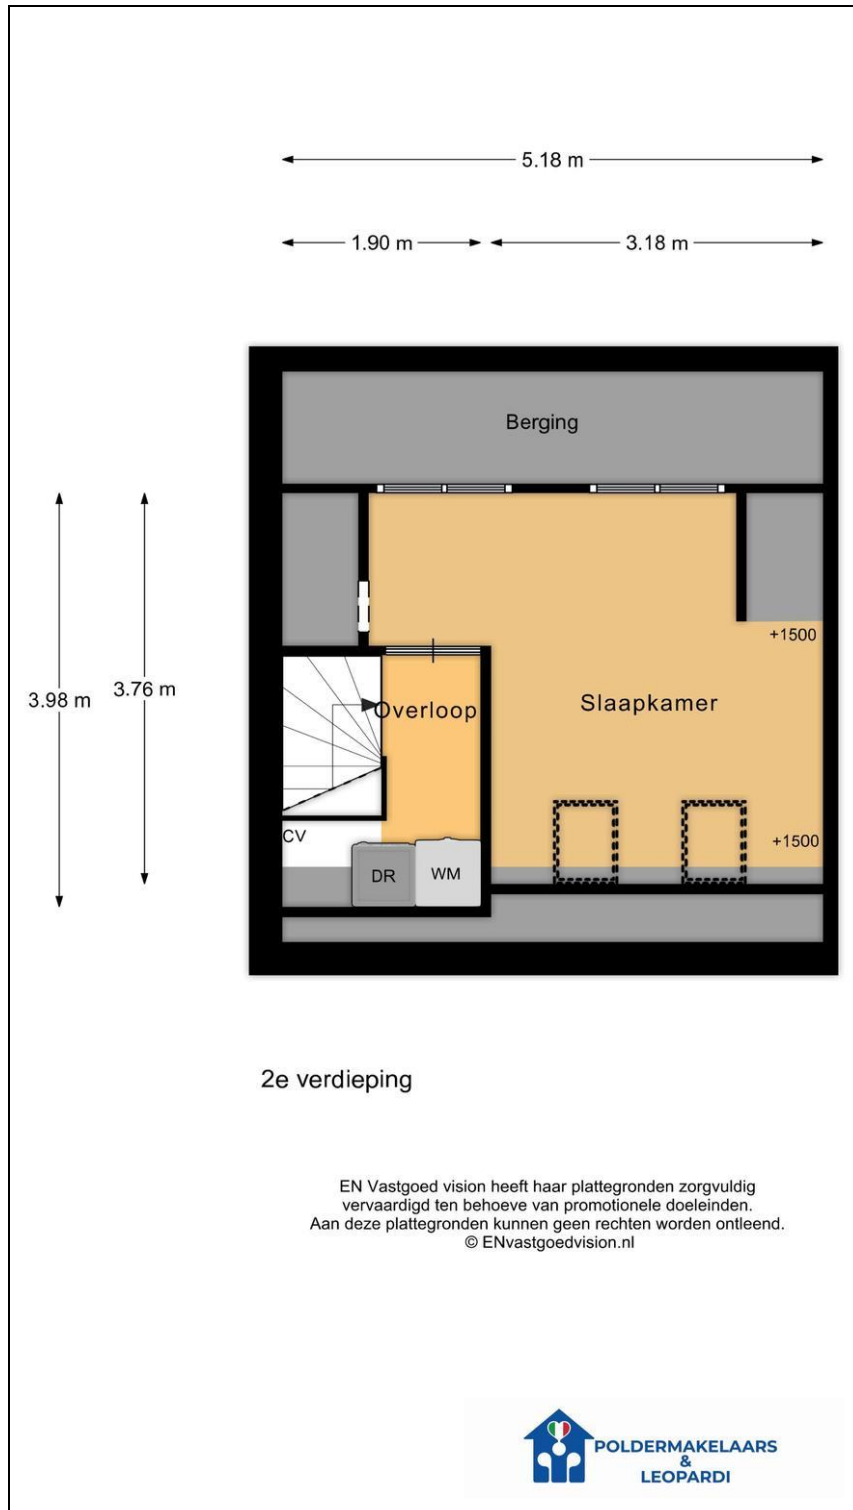 5.18 m
1.90 m
3.18 m
Berging
+1500
3.98 m
3.76 m
Overloop
Slaapkamer
CV
+1500
DR
WM
2e verdieping
EN Vastgoed vision heeft haar plattegronden zorgvuldig
vervaardigd ten behoeve van promotionele doeleinden.
Aan deze plattegronden kunnen geen rechten worden ontleend.
© ENvastgoedvision.nl
POLDERMAKELAARS
&
LEOPARDI